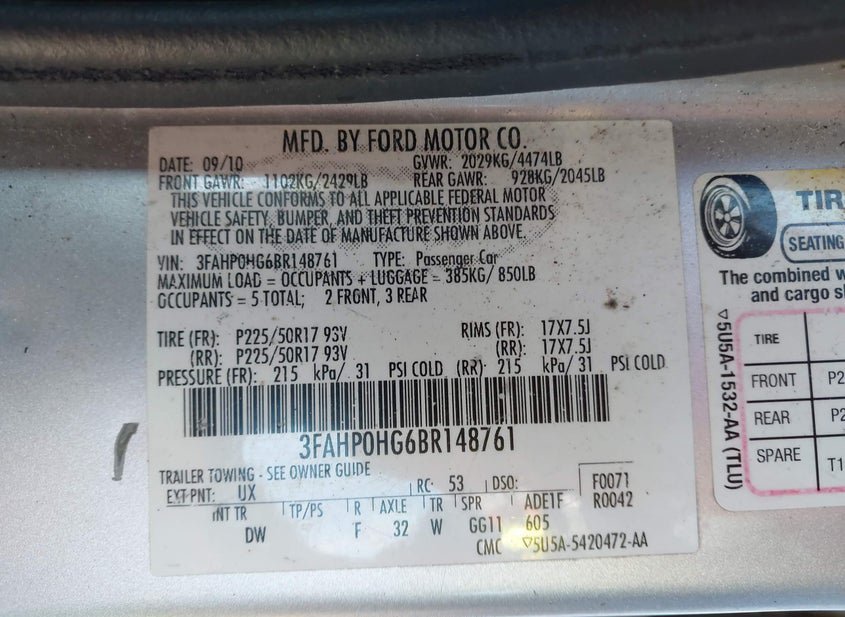 MFD. BY FORD MOTOR CO.
DATE: 09/10 GVWR: 2029KG/4474LB
FRONT GAWR: 1102KG/2429LB REAR GAWR: 928KG/2045LB
THIS VEHICLE CONFORMS TO ALL APPLICABLE FEDERAL MOTOR
VEHICLE SAFETY, BUMPER, AND THEFT PREVENTION STANDARDS
IN EFFECT ON THE DATE OF MANUFACTURE SHOWN ABOVE.
VIN: 3FAHP0HG6BR148761 TYPE: Passenger Car
MAXIMUM LOAD = OCCUPANTS + LUGGAGE = 385KG/ 850LB
OCCUPANTS = 5 TOTAL; 2 FRONT, 3 REAR
TIRE (FR): P225/50R17 93V RIMS (FR): 17X7.5J
(RR): P225/50R17 93V (RR): 17X7.5J
PRESSURE (FR): 215 kPa/ 31 PSI COLD (RR): 215 kPa/ 31 PSI COLD
3FAHP0HG6BR148761
TRAILER TOWING - SEE OWNER GUIDE
EXT PNT: UX RC: 53 DSO: F0071
R0042
INT TR TP/PS R AXLE TR SPR ADE1F
DW F 32 W GG11 605
CMC ▽5U5A-5420472-AA
TIR
SEATING
The combined w
and cargo sh
▽5U5A-1532-AA (TLU)
TIRE
FRONT P2
REAR P2
SPARE T1